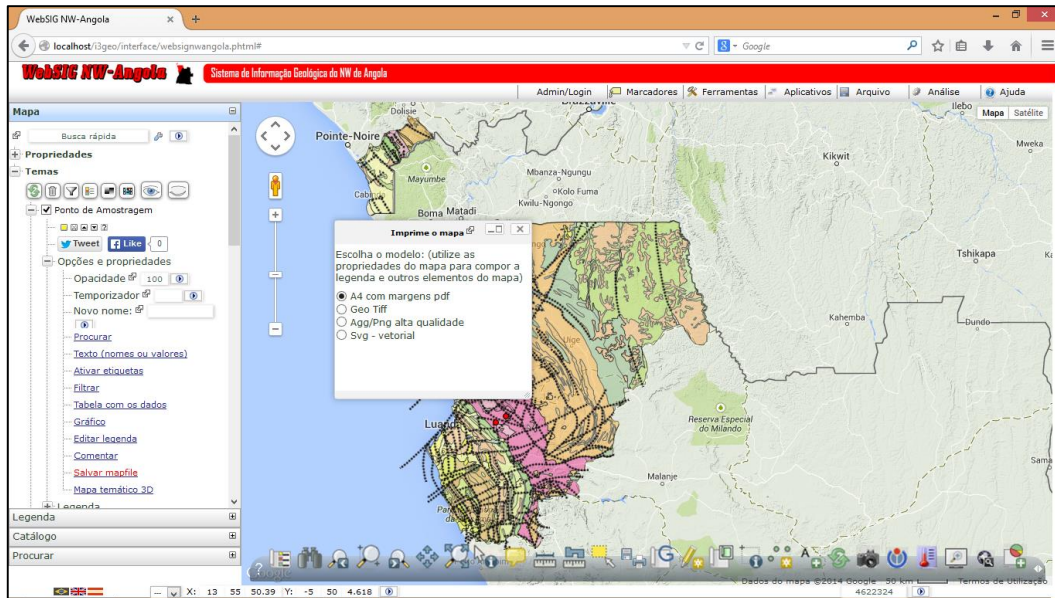 WebSIG NW-Angola
localhost/i3geo/interface/websignwangola.phtml#
Google
WebSIG NW-Angola
Sistema de Informação Geológica do NW de Angola
Admin/Login
Marcadores
Ferramentas
Aplicativos
Arquivo
Análise
Ajuda
Mapa
Busca rápida
Propriedades
Temas
Ponto de Amostragem
Tweet
Like
0
Opções e propriedades
Opacidade 100
Temporizador
Novo nome:
Procurar
Texto (nomes ou valores)
Ativar etiquetas
Filtrar
Tabela com os dados
Gráfico
Editar legenda
Comentar
Salvar mapfile
Mapa temático 3D
Legenda
Legenda
Catálogo
Procurar
Brazzaville
Dolisie
Ilebo
Mapa Satélite
Pointe-Noire
Mweka
Kikwit
Mayumbe
Mbanza-Ngungu
Kolo Fuma
Kwilu-Ngongo
Boma Matadi
Imprime o mapa
Escolha o modelo: (utilize as
propriedades do mapa para compor a
legenda e outros elementos do mapa)
A4 com margens pdf
Geo Tiff
Agg/Png alta qualidade
Svg - vetorial
Tshikapa
Kahemba
Dundo
Uíge
Reserva Especial
do Milando
Malanje
Google
Dados do mapa ©2014 Google
50 km
Termos de Utilização
X: 13 55 50.39 Y: -5 50 4.618
4622324